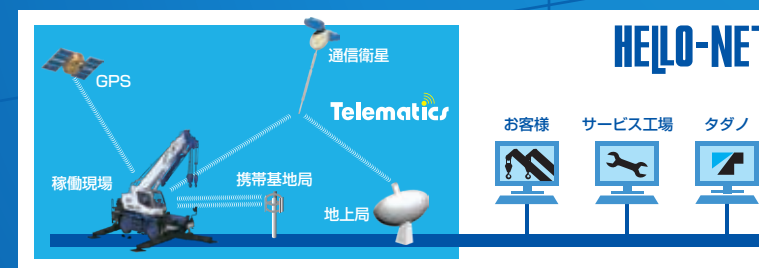 通信衛星
HELLO-NET
GPS
Telematics
お客様
サービス工場
タダノ
稼働現場
携帯基地局
地上局